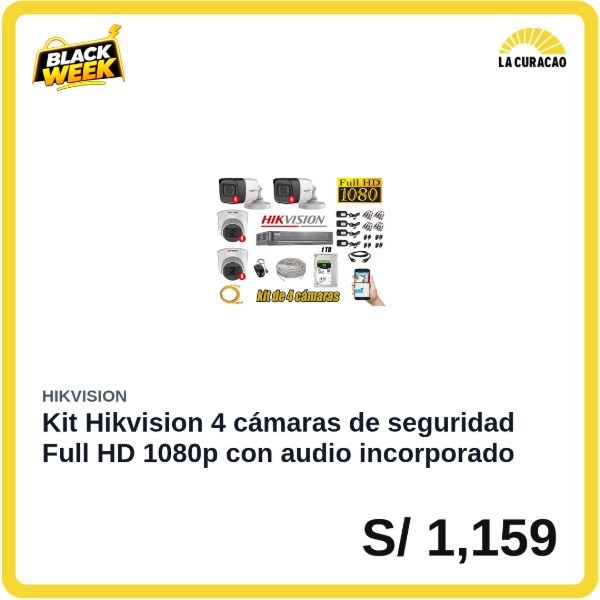 BLACK
WEEK
LA CURACAO
Full HD
1080
HIKVISION
1 TB
kit de 4 cámaras
HIKVISION
Kit Hikvision 4 cámaras de seguridad
Full HD 1080p con audio incorporado
S/ 1,159